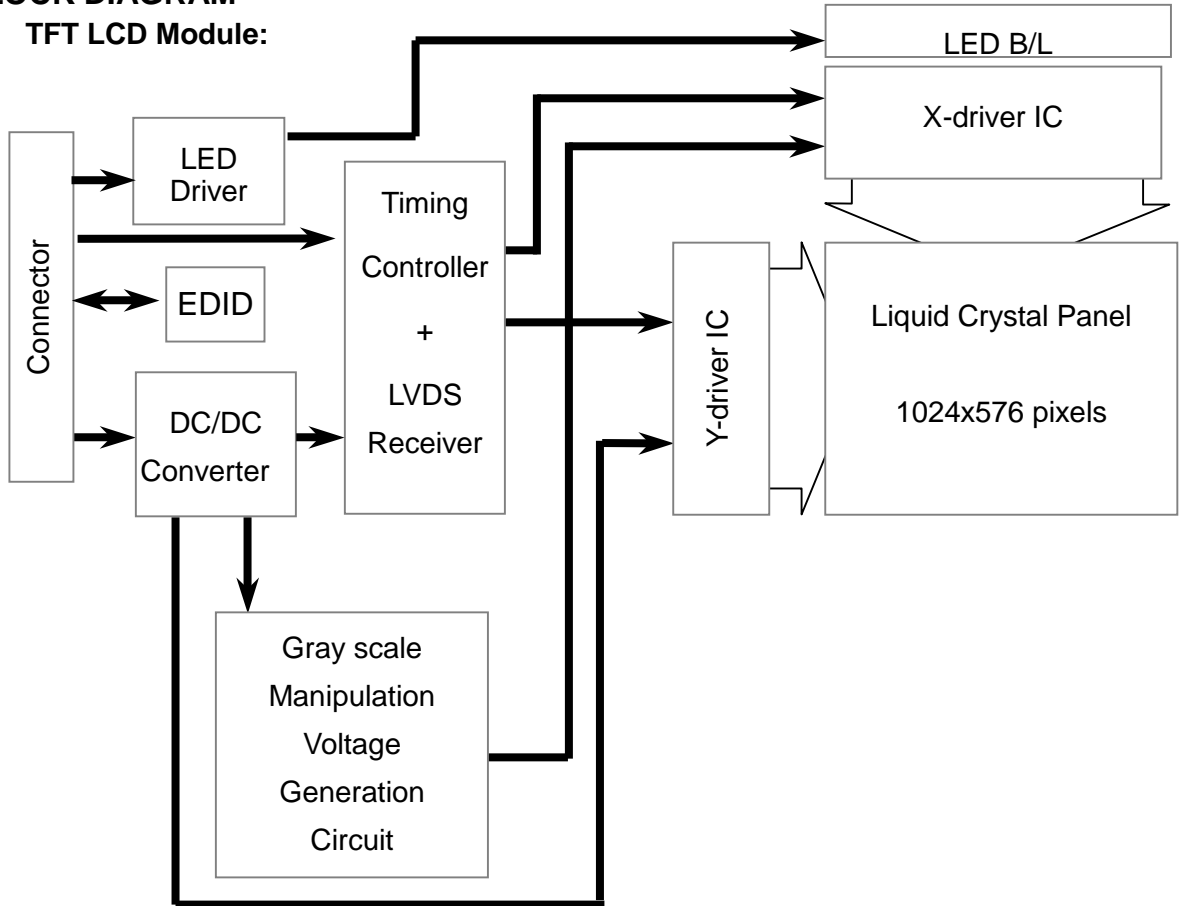 TFT LCD Module:
LED B/L
X-driver IC
LED
Driver
Timing
Controller
+
LVDS
Receiver
Connector
EDID
Y-driver IC
Liquid Crystal Panel
1024x576 pixels
DC/DC
Converter
Gray scale
Manipulation
Voltage
Generation
Circuit